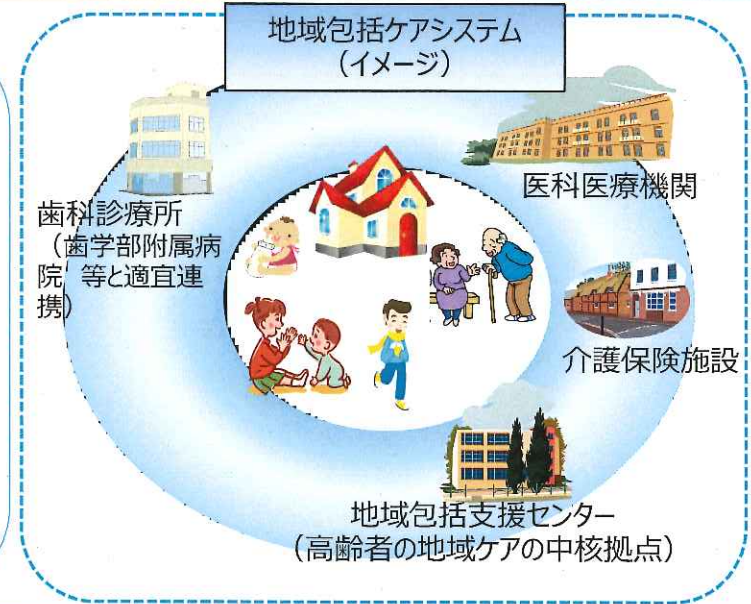 地域包括ケアシステム
（イメージ）
医科医療機関
歯科診療所
（歯学部附属病
院 等と適宜連
携）
介護保険施設
地域包括支援センター
（高齢者の地域ケアの中核拠点）